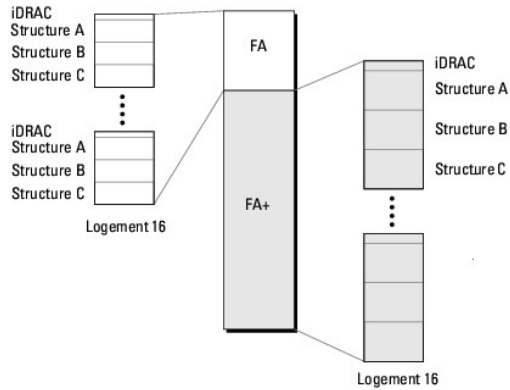 iDRAC
Structure A
Structure B
Structure C
iDRAC
Structure A
Structure B
Structure C
Logement 16
FA
FA+
iDRAC
Structure A
Structure B
Structure C
Logement 16